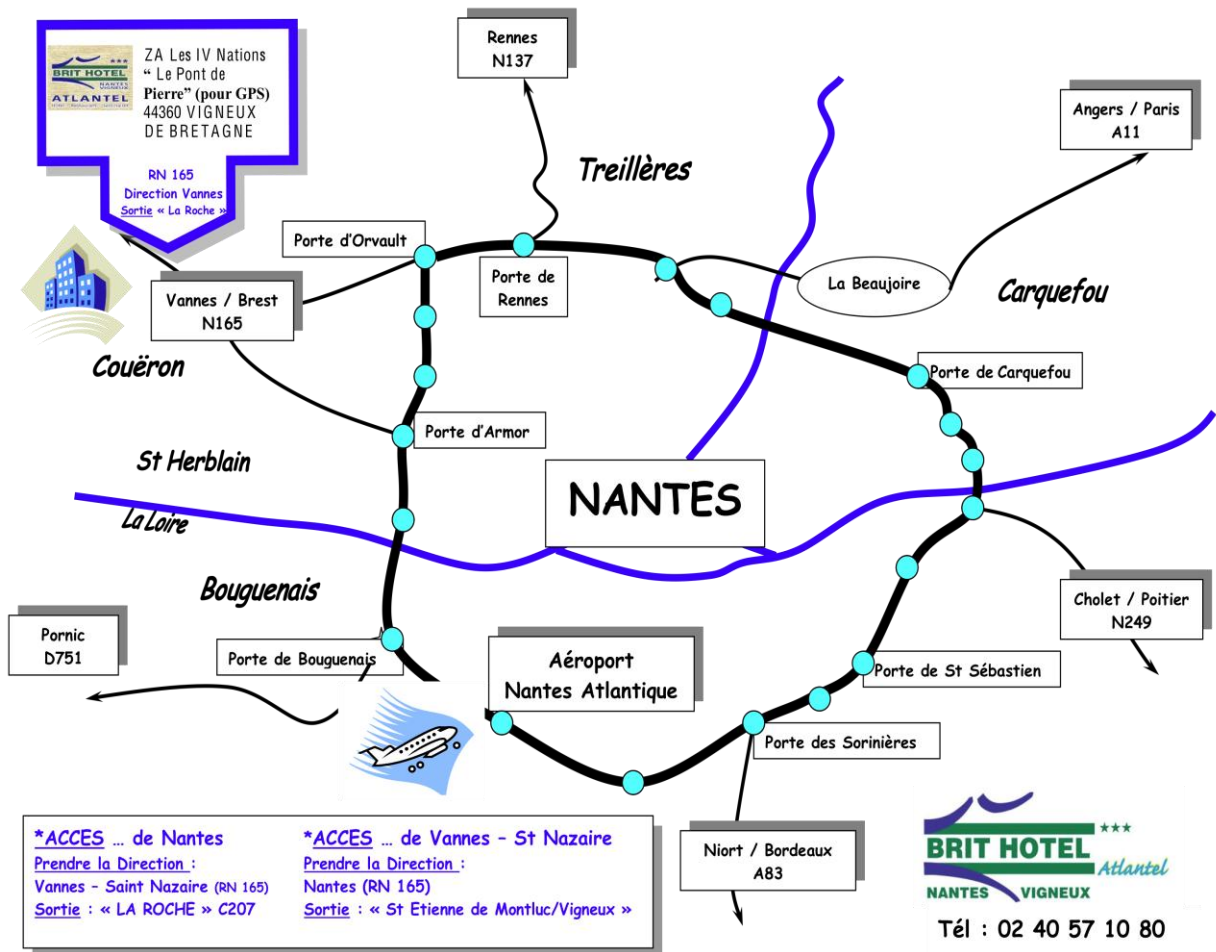 BRIT HOTEL
NANTES
VIGNEUX
ATLANTEL
ZA Les IV Nations
“ Le Pont de
Pierre” (pour GPS)
44360 VIGNEUX
DE BRETAGNE
RN 165
Direction Vannes
Sortie « La Roche »
Rennes
N137
Angers / Paris
A11
Treillères
Porte d'Orvault
Porte de
Rennes
La Beaujoire
Carquefou
Vannes / Brest
N165
Couëron
Porte de Carquefou
Porte d'Armor
St Herblain
NANTES
La Loire
Bouguenais
Cholet / Poitier
N249
Pornic
D751
Porte de Bouguenais
Aéroport
Nantes Atlantique
Porte de St Sébastien
Porte des Sorinières
Niort / Bordeaux
A83
*ACCES ... de Nantes
Prendre la Direction :
Vannes – Saint Nazaire (RN 165)
Sortie : « LA ROCHE » C207
*ACCES ... de Vannes – St Nazaire
Prendre la Direction :
Nantes (RN 165)
Sortie : « St Etienne de Montluc/Vigneux »
BRIT HOTEL
Atlantel
NANTES VIGNEUX
Tél : 02 40 57 10 80